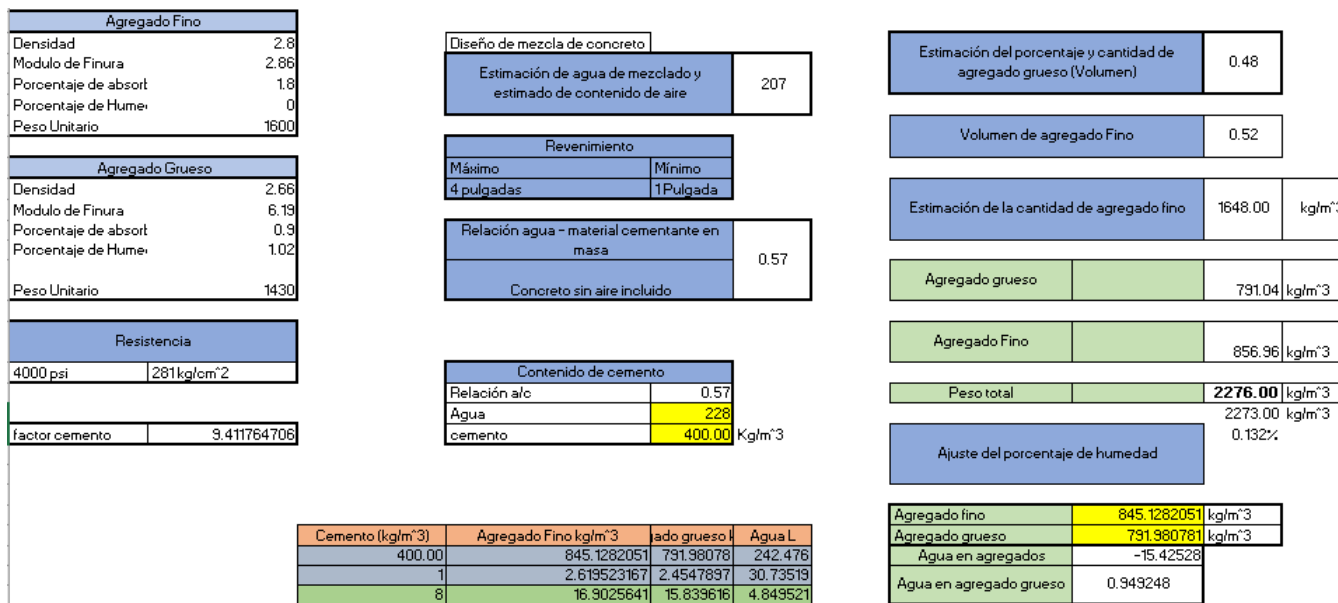 Agregado Fino
Densidad 2.8
Modulo de Finura 2.86
Porcentaje de absort 1.8
Porcentaje de Hume 0
Peso Unitario 1600
Agregado Grueso
Densidad 2.66
Modulo de Finura 6.19
Porcentaje de absort 0.9
Porcentaje de Hume 1.02
Peso Unitario 1430
Resistencia
4000 psi 281kg/cm^2
factor cemento 9.411764706
Diseño de mezcla de concreto
Estimación de agua de mezclado y
estimado de contenido de aire
207
Revenimiento
Máximo Mínimo
4 pulgadas 1 Pulgada
Relación agua - material cementante en
masa
Concreto sin aire incluido
0.57
Contenido de cemento
Relación a/c 0.57
Agua 228
cemento 400.00 Kg/m^3
Estimación del porcentaje y cantidad de
agregado grueso (Volumen)
0.48
Volumen de agregado Fino 0.52
Estimación de la cantidad de agregado fino 1648.00 kg/m^3
Agregado grueso 791.04 kg/m^3
Agregado Fino 856.96 kg/m^3
Peso total 2276.00 kg/m^3
2273.00 kg/m^3
0.132%
Ajuste del porcentaje de humedad
Agregado fino 845.1282051 kg/m^3
Agregado grueso 791.980781 kg/m^3
Agua en agregados -15.42528
Agua en agregado grueso 0.949248
Cemento (kg/m^3) Agregado Fino kg/m^3 jado grueso k Agua L
400.00 845.1282051 791.98078 242.476
1 2.619523167 2.4547897 30.73519
8 16.9025641 15.839616 4.849521